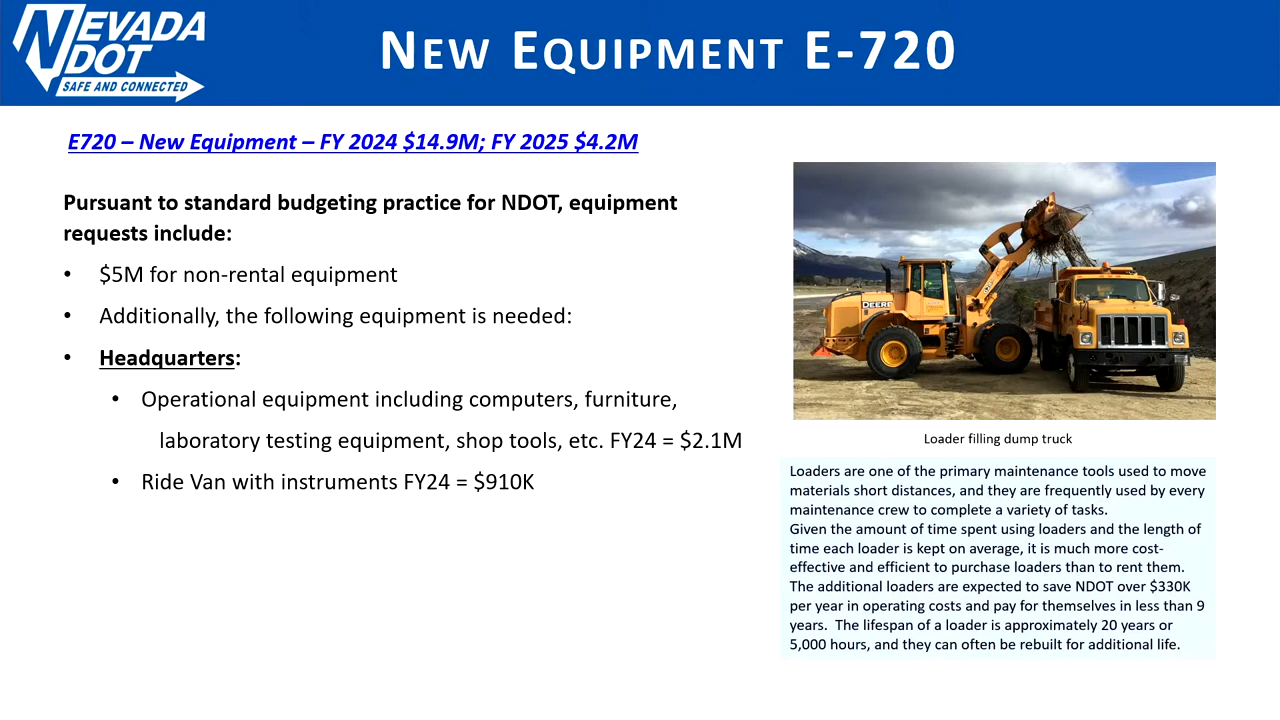 NEVADA
DOT
SAFE AND CONNECTED
NEW EQUIPMENT E-720
E720 – New Equipment – FY 2024 $14.9M; FY 2025 $4.2M
Pursuant to standard budgeting practice for NDOT, equipment
requests include:
• $5M for non-rental equipment
• Additionally, the following equipment is needed:
• Headquarters:
• Operational equipment including computers, furniture,
laboratory testing equipment, shop tools, etc. FY24 = $2.1M
• Ride Van with instruments FY24 = $910K
DEERE
Loader filling dump truck
Loaders are one of the primary maintenance tools used to move
materials short distances, and they are frequently used by every
maintenance crew to complete a variety of tasks.
Given the amount of time spent using loaders and the length of
time each loader is kept on average, it is much more cost-
effective and efficient to purchase loaders than to rent them.
The additional loaders are expected to save NDOT over $330K
per year in operating costs and pay for themselves in less than 9
years.  The lifespan of a loader is approximately 20 years or
5,000 hours, and they can often be rebuilt for additional life.